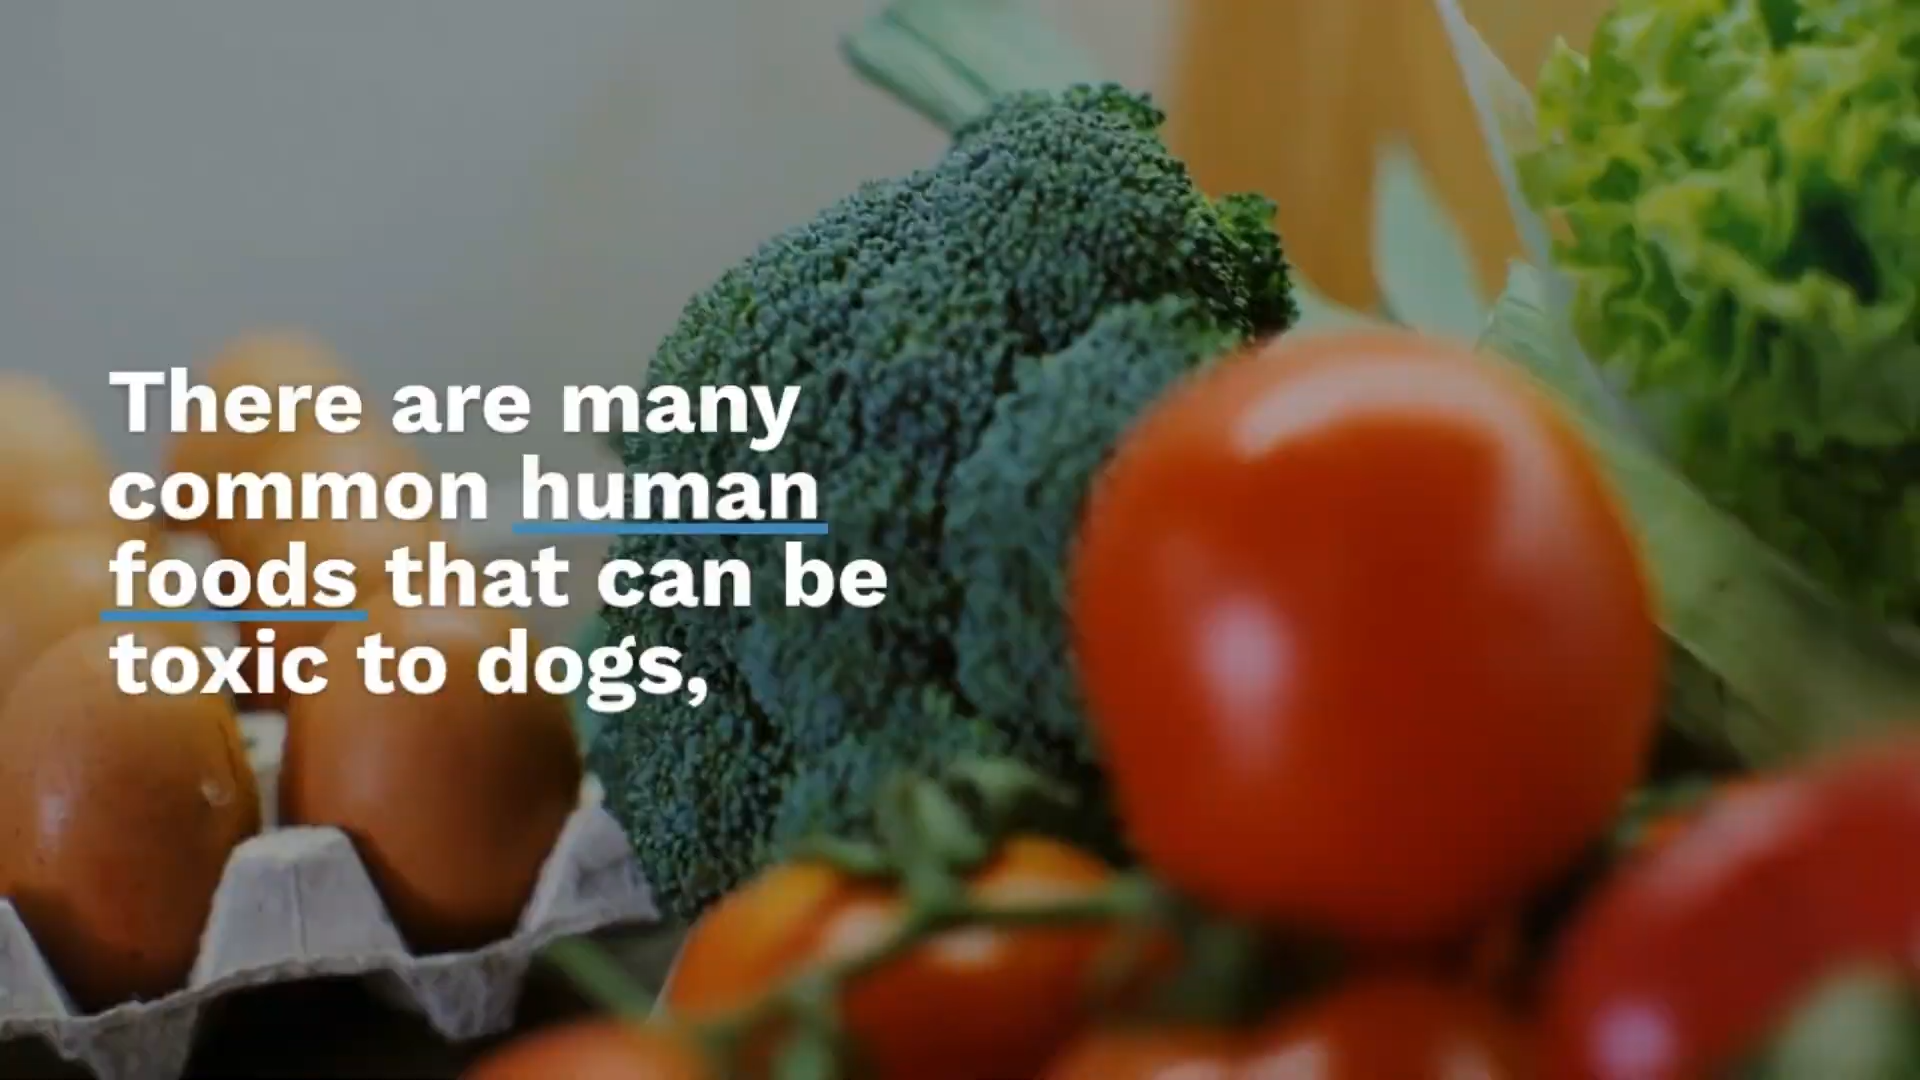 There are many
common human
foods that can be
toxic to dogs,